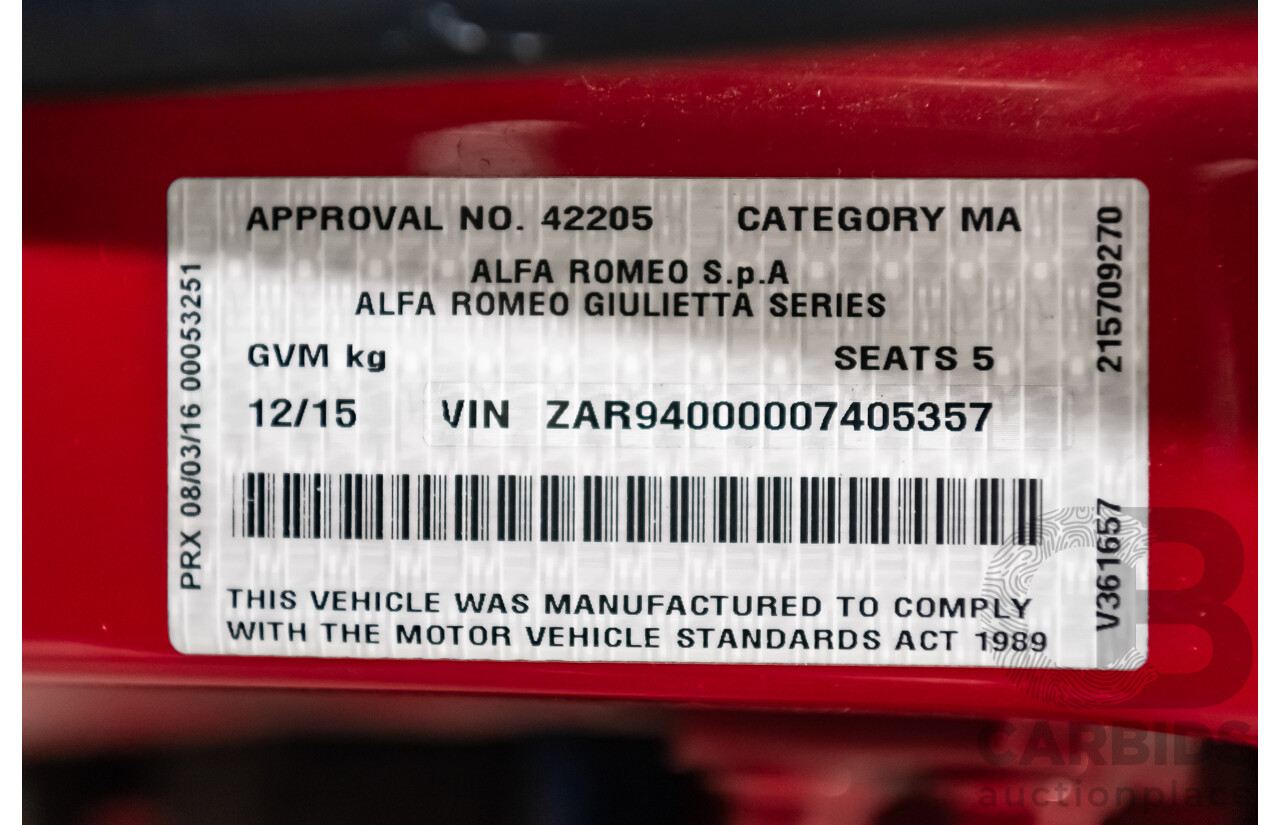 APPROVAL NO. 42205 CATEGORY MA
ALFA ROMEO S.p.A
ALFA ROMEO GIULIETTA SERIES
GVM kg SEATS 5
12/15 VIN ZAR94000007405357
THIS VEHICLE WAS MANUFACTURED TO COMPLY
WITH THE MOTOR VEHICLE STANDARDS ACT 1989
PRX 08/03/16 00053251
215709270
V361657
CB
CARBIDS
auctionplace